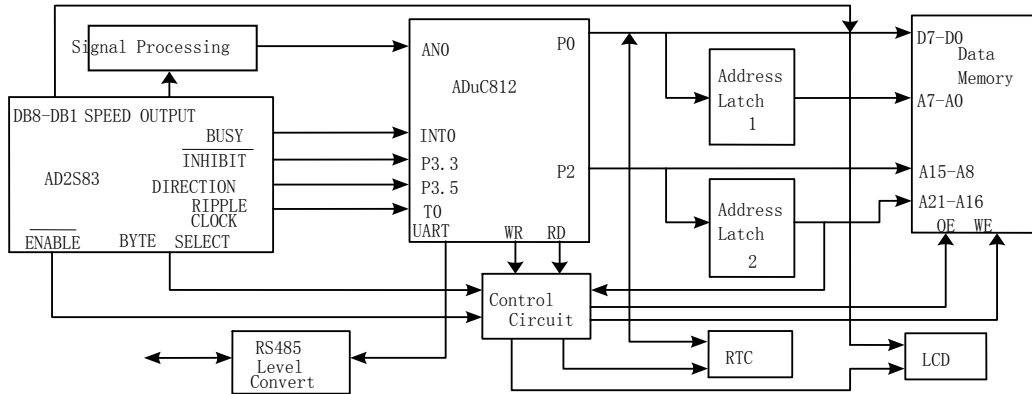 Signal Processing
DB8-DB1 SPEED OUTPUT
BUSY
INHIBIT
AD2S83
DIRECTION
RIPPLE
CLOCK
ENABLE
BYTE SELECT
AN0
ADuC812
P0
INT0
P3.3
P3.5
P2
T0
UART
WR
RD
Address
Latch
1
Address
Latch
2
D7-D0
Data
Memory
A7-A0
A15-A8
A21-A16
OE
WE
Control
Circuit
RS485
Level
Convert
RTC
LCD